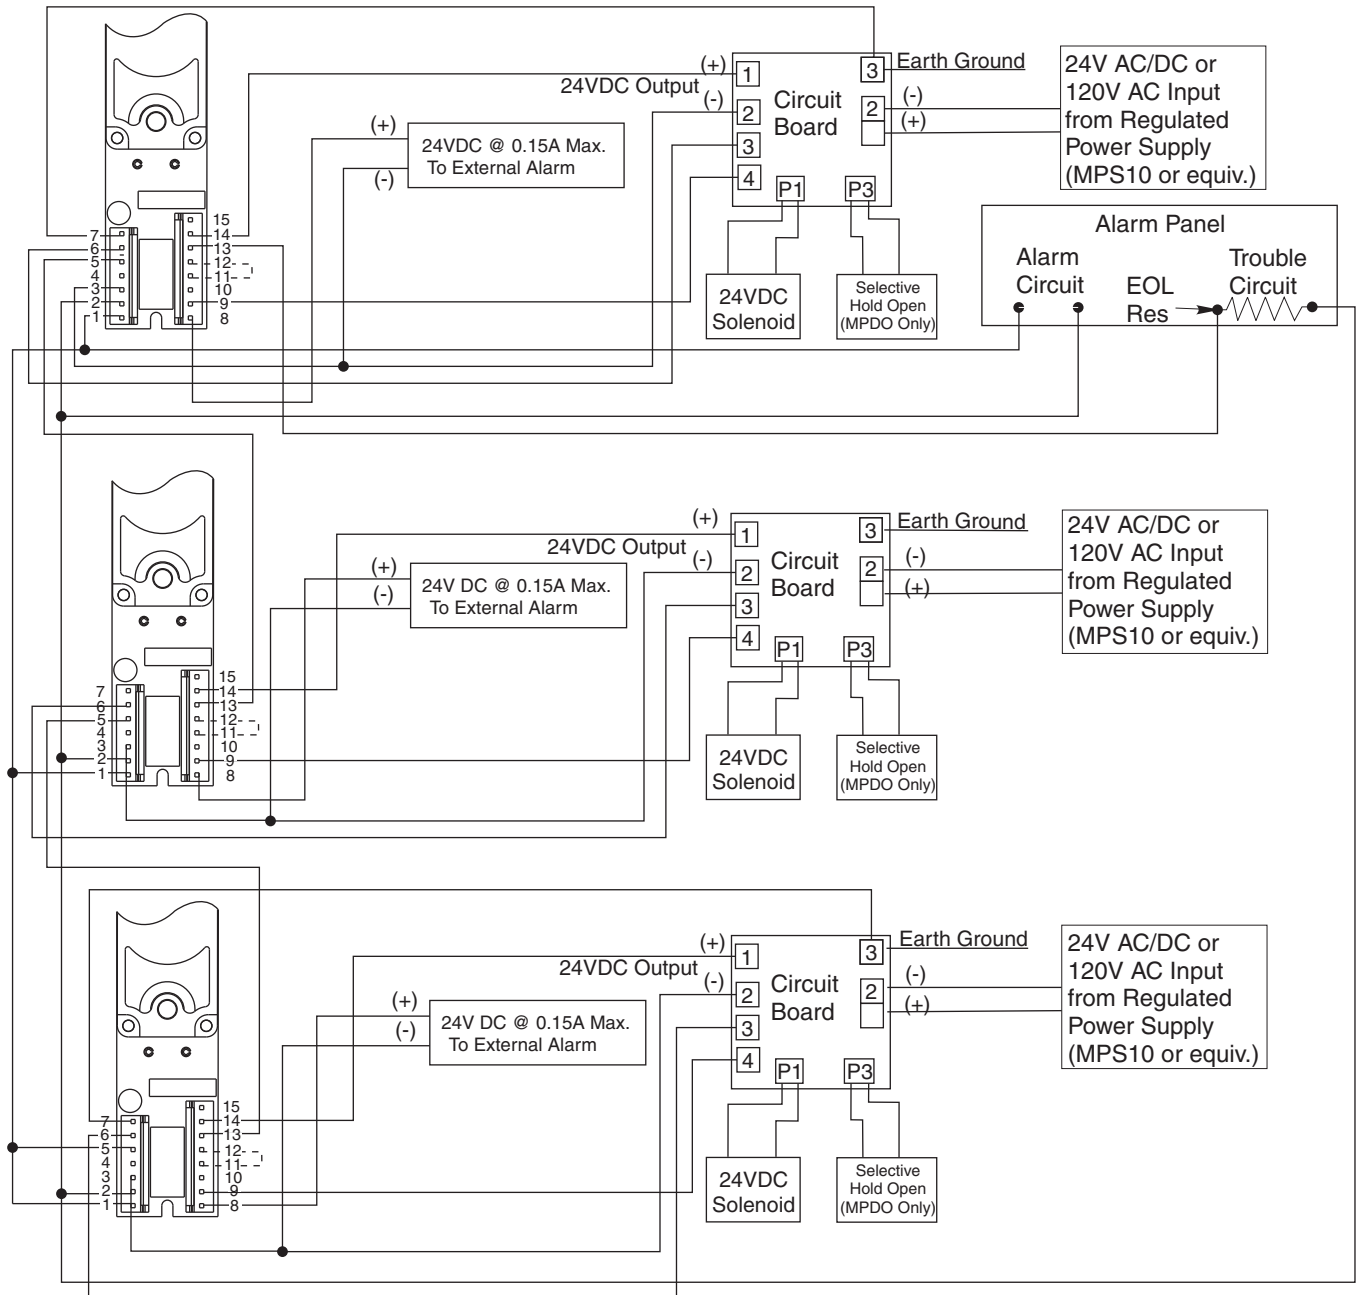 (+)
24VDC Output
(-)
1
2
3
4
Circuit
Board
3
2
Earth Ground
(-)
(+)
24V AC/DC or
120V AC Input
from Regulated
Power Supply
(MPS10 or equiv.)
(+)
(-)
24VDC @ 0.15A Max.
To External Alarm
P1
P3
24VDC
Solenoid
Selective
Hold Open
(MPDO Only)
7
6
5
4
3
2
1
15
14
13
12
11
10
9
8
Alarm Panel
Alarm
Circuit
EOL
Res
Trouble
Circuit
(+)
24VDC Output
(-)
1
2
3
4
Circuit
Board
3
2
Earth Ground
(-)
(+)
24V AC/DC or
120V AC Input
from Regulated
Power Supply
(MPS10 or equiv.)
(+)
(-)
24V DC @ 0.15A Max.
To External Alarm
P1
P3
24VDC
Solenoid
Selective
Hold Open
(MPDO Only)
7
6
5
4
3
2
1
15
14
13
12
11
10
9
8
(+)
24VDC Output
(-)
1
2
3
4
Circuit
Board
3
2
Earth Ground
(-)
(+)
24V AC/DC or
120V AC Input
from Regulated
Power Supply
(MPS10 or equiv.)
(+)
(-)
24V DC @ 0.15A Max.
To External Alarm
P1
P3
24VDC
Solenoid
Selective
Hold Open
(MPDO Only)
7
6
5
4
3
2
1
15
14
13
12
11
10
9
8